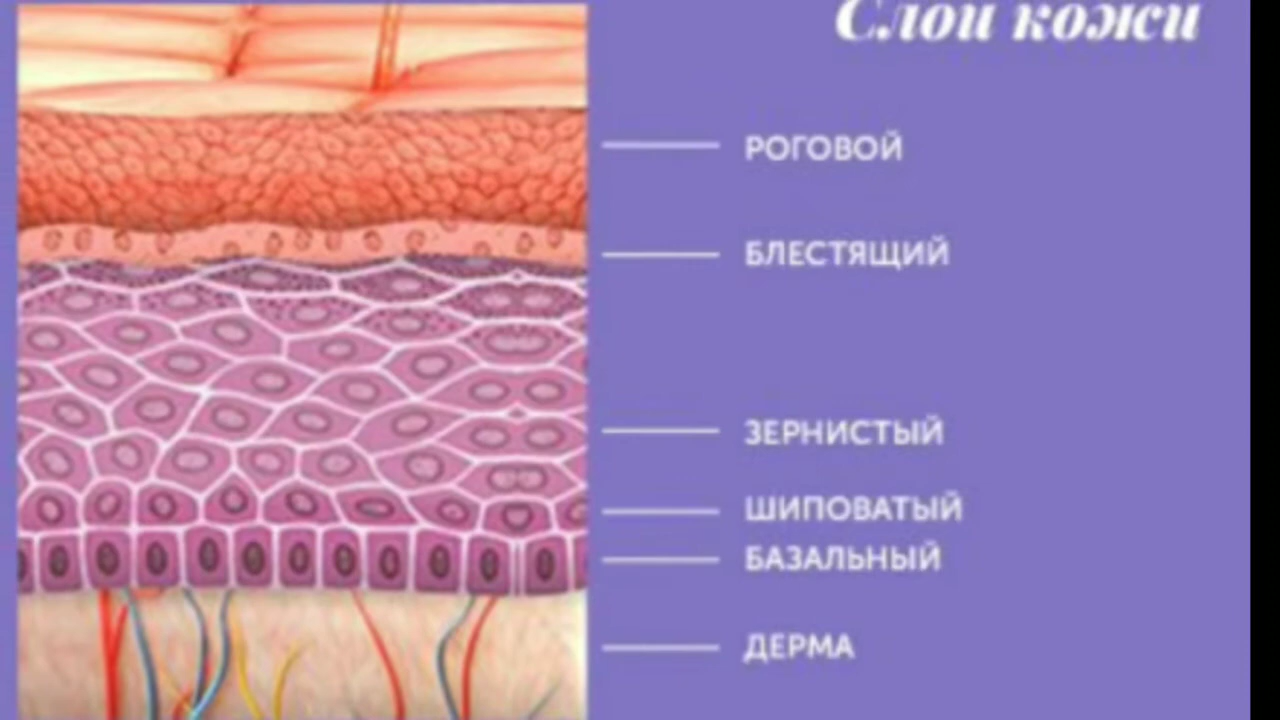 Слои кожи
РОГОВОЙ
БЛЕСТЯЩИЙ
ЗЕРНИСТЫЙ
ШИПОВАТЫЙ
БАЗАЛЬНЫЙ
ДЕРМА